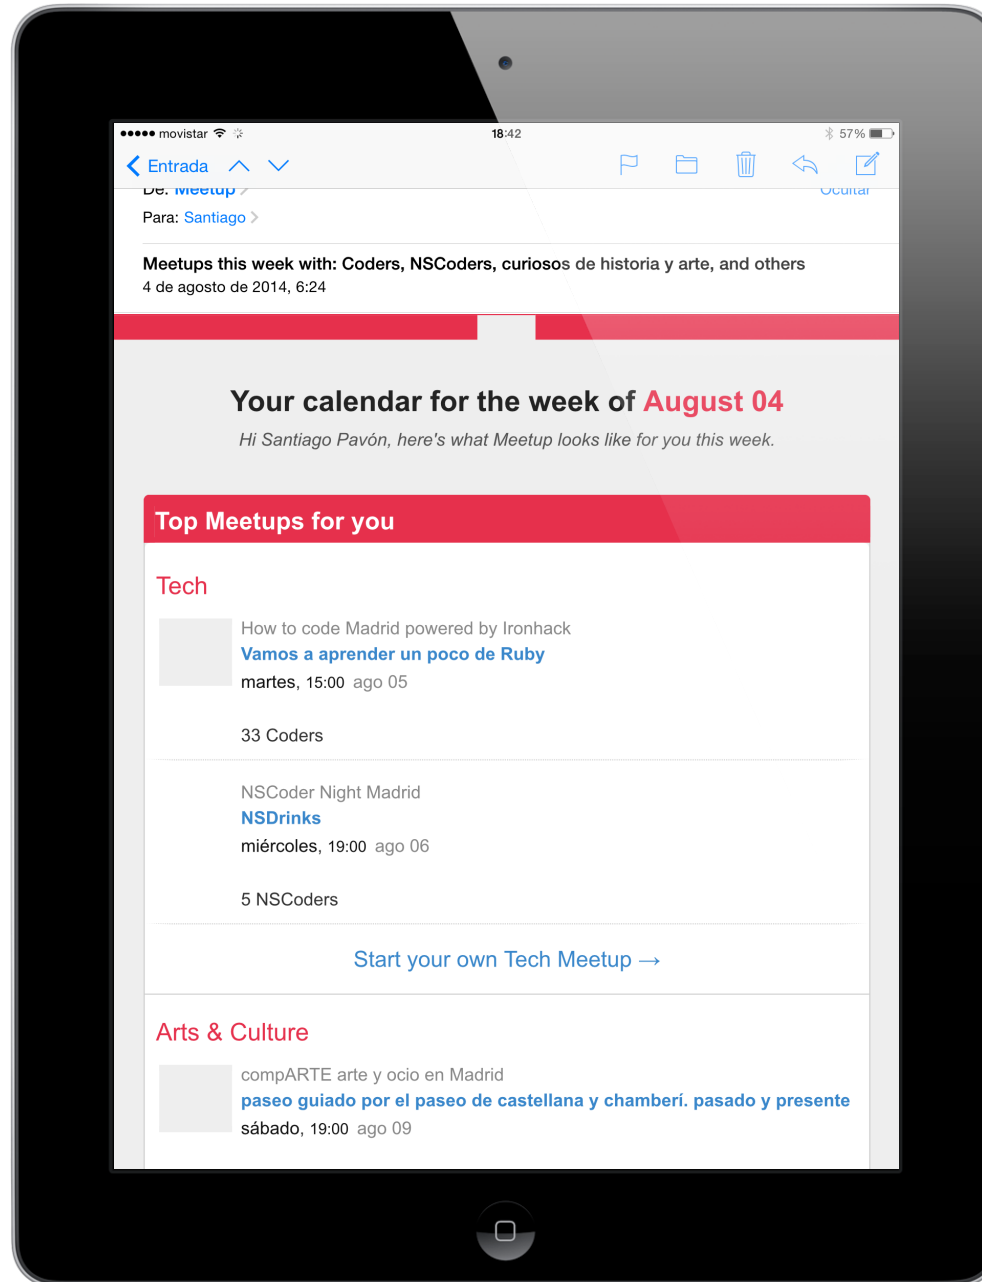 movistar 18:42 57%
Entrada
De: Meetup
Ocultar
Para: Santiago
Meetups this week with: Coders, NSCoders, curiosos de historia y arte, and others
4 de agosto de 2014, 6:24
Your calendar for the week of August 04
Hi Santiago Pavón, here's what Meetup looks like for you this week.
Top Meetups for you
Tech
How to code Madrid powered by Ironhack
Vamos a aprender un poco de Ruby
martes, 15:00 ago 05
33 Coders
NSCoder Night Madrid
NSDrinks
miércoles, 19:00 ago 06
5 NSCoders
Start your own Tech Meetup →
Arts & Culture
compARTE arte y ocio en Madrid
paseo guiado por el paseo de castellana y chamberí. pasado y presente
sábado, 19:00 ago 09